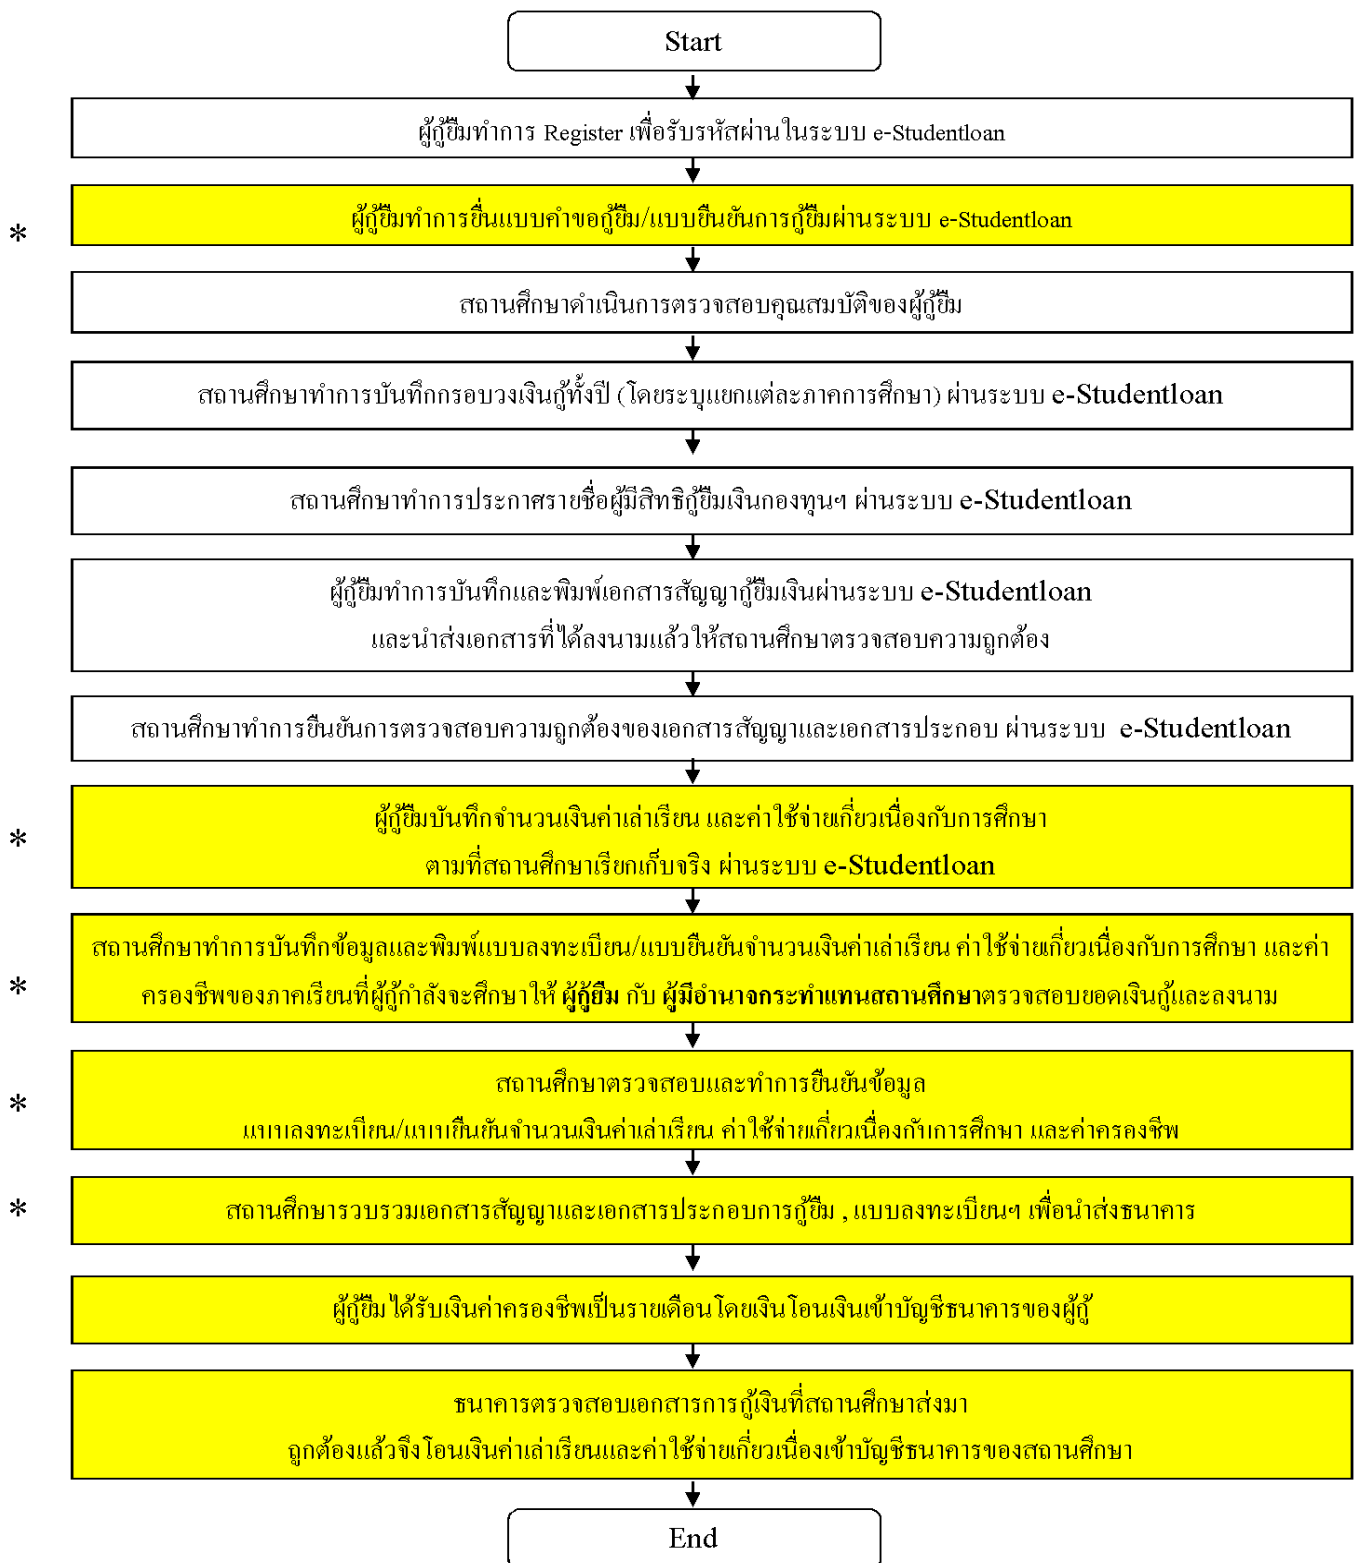 Start
ผู้กู้ยืมทำการ Register เพื่อรับรหัสผ่านในระบบ e-Studentloan
* ผู้กู้ยืมทำการยื่นแบบคำขอกู้ยืม/แบบยืนยันการกู้ยืมผ่านระบบ e-Studentloan
สถานศึกษาดำเนินการตรวจสอบคุณสมบัติของผู้กู้ยืม
สถานศึกษาทำการบันทึกกรอบวงเงินกู้ทั้งปี (โดยระบุแยกแต่ละภาคการศึกษา) ผ่านระบบ e-Studentloan
สถานศึกษาทำการประกาศรายชื่อผู้มีสิทธิกู้ยืมเงินกองทุนฯ ผ่านระบบ e-Studentloan
ผู้กู้ยืมทำการบันทึกและพิมพ์เอกสารสัญญากู้ยืมเงินผ่านระบบ e-Studentloan
และนำส่งเอกสารที่ได้ลงนามแล้วให้สถานศึกษาตรวจสอบความถูกต้อง
สถานศึกษาทำการยืนยันการตรวจสอบความถูกต้องของเอกสารสัญญาและเอกสารประกอบ ผ่านระบบ e-Studentloan
ผู้กู้ยืมบันทึกจำนวนเงินค่าเล่าเรียน และค่าใช้จ่ายเกี่ยวเนื่องกับการศึกษา
* ตามที่สถานศึกษาเรียกเก็บจริง ผ่านระบบ e-Studentloan
สถานศึกษาทำการบันทึกข้อมูลและพิมพ์แบบลงทะเบียน/แบบยืนยันจำนวนเงินค่าเล่าเรียน ค่าใช้จ่ายเกี่ยวเนื่องกับการศึกษา และค่า
* ครองชีพของภาคเรียนที่ผู้กู้กำลังจะศึกษาให้ ผู้กู้ยืม กับ ผู้มีอำนาจกระทำแทนสถานศึกษาตรวจสอบยอดเงินกู้และลงนาม
สถานศึกษาตรวจสอบและทำการยืนยันข้อมูล
* แบบลงทะเบียน/แบบยืนยันจำนวนเงินค่าเล่าเรียน ค่าใช้จ่ายเกี่ยวเนื่องกับการศึกษา และค่าครองชีพ
* สถานศึกษารวบรวมเอกสารสัญญาและเอกสารประกอบการกู้ยืม , แบบลงทะเบียนฯ เพื่อนำส่งธนาคาร
ผู้กู้ยืมได้รับเงินค่าครองชีพเป็นรายเดือนโดยเงินโอนเงินเข้าบัญชีธนาคารของผู้กู้
ธนาคารตรวจสอบเอกสารการกู้เงินที่สถานศึกษาส่งมา
ถูกต้องแล้วจึงโอนเงินค่าเล่าเรียนและค่าใช้จ่ายเกี่ยวเนื่องเข้าบัญชีธนาคารของสถานศึกษา
End